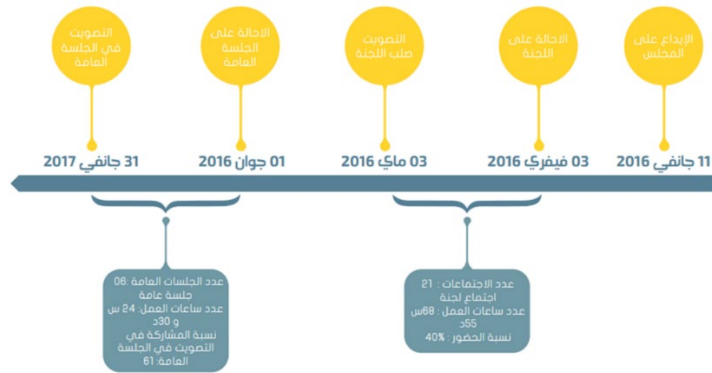 الإيداع على
المجلس
الاحالة على
اللجنة
التصويت
صلب اللجنة
الاحالة على
الجلسة
العامة
التصويت
في الجلسة
العامة
11 جانفي 2016
03 فيفري 2016
03 ماي 2016
01 جوان 2016
31 جانفي 2017
عدد الاجتماعات : 21
اجتماع لجنة
عدد ساعات العمل : 68س
55د
نسبة الحضور : 40%
عدد الجلسات العامة :06
جلسة عامة
عدد ساعات العمل: 24 س
و 30د
نسبة المشاركة في
التصويت في الجلسة
العامة: 61